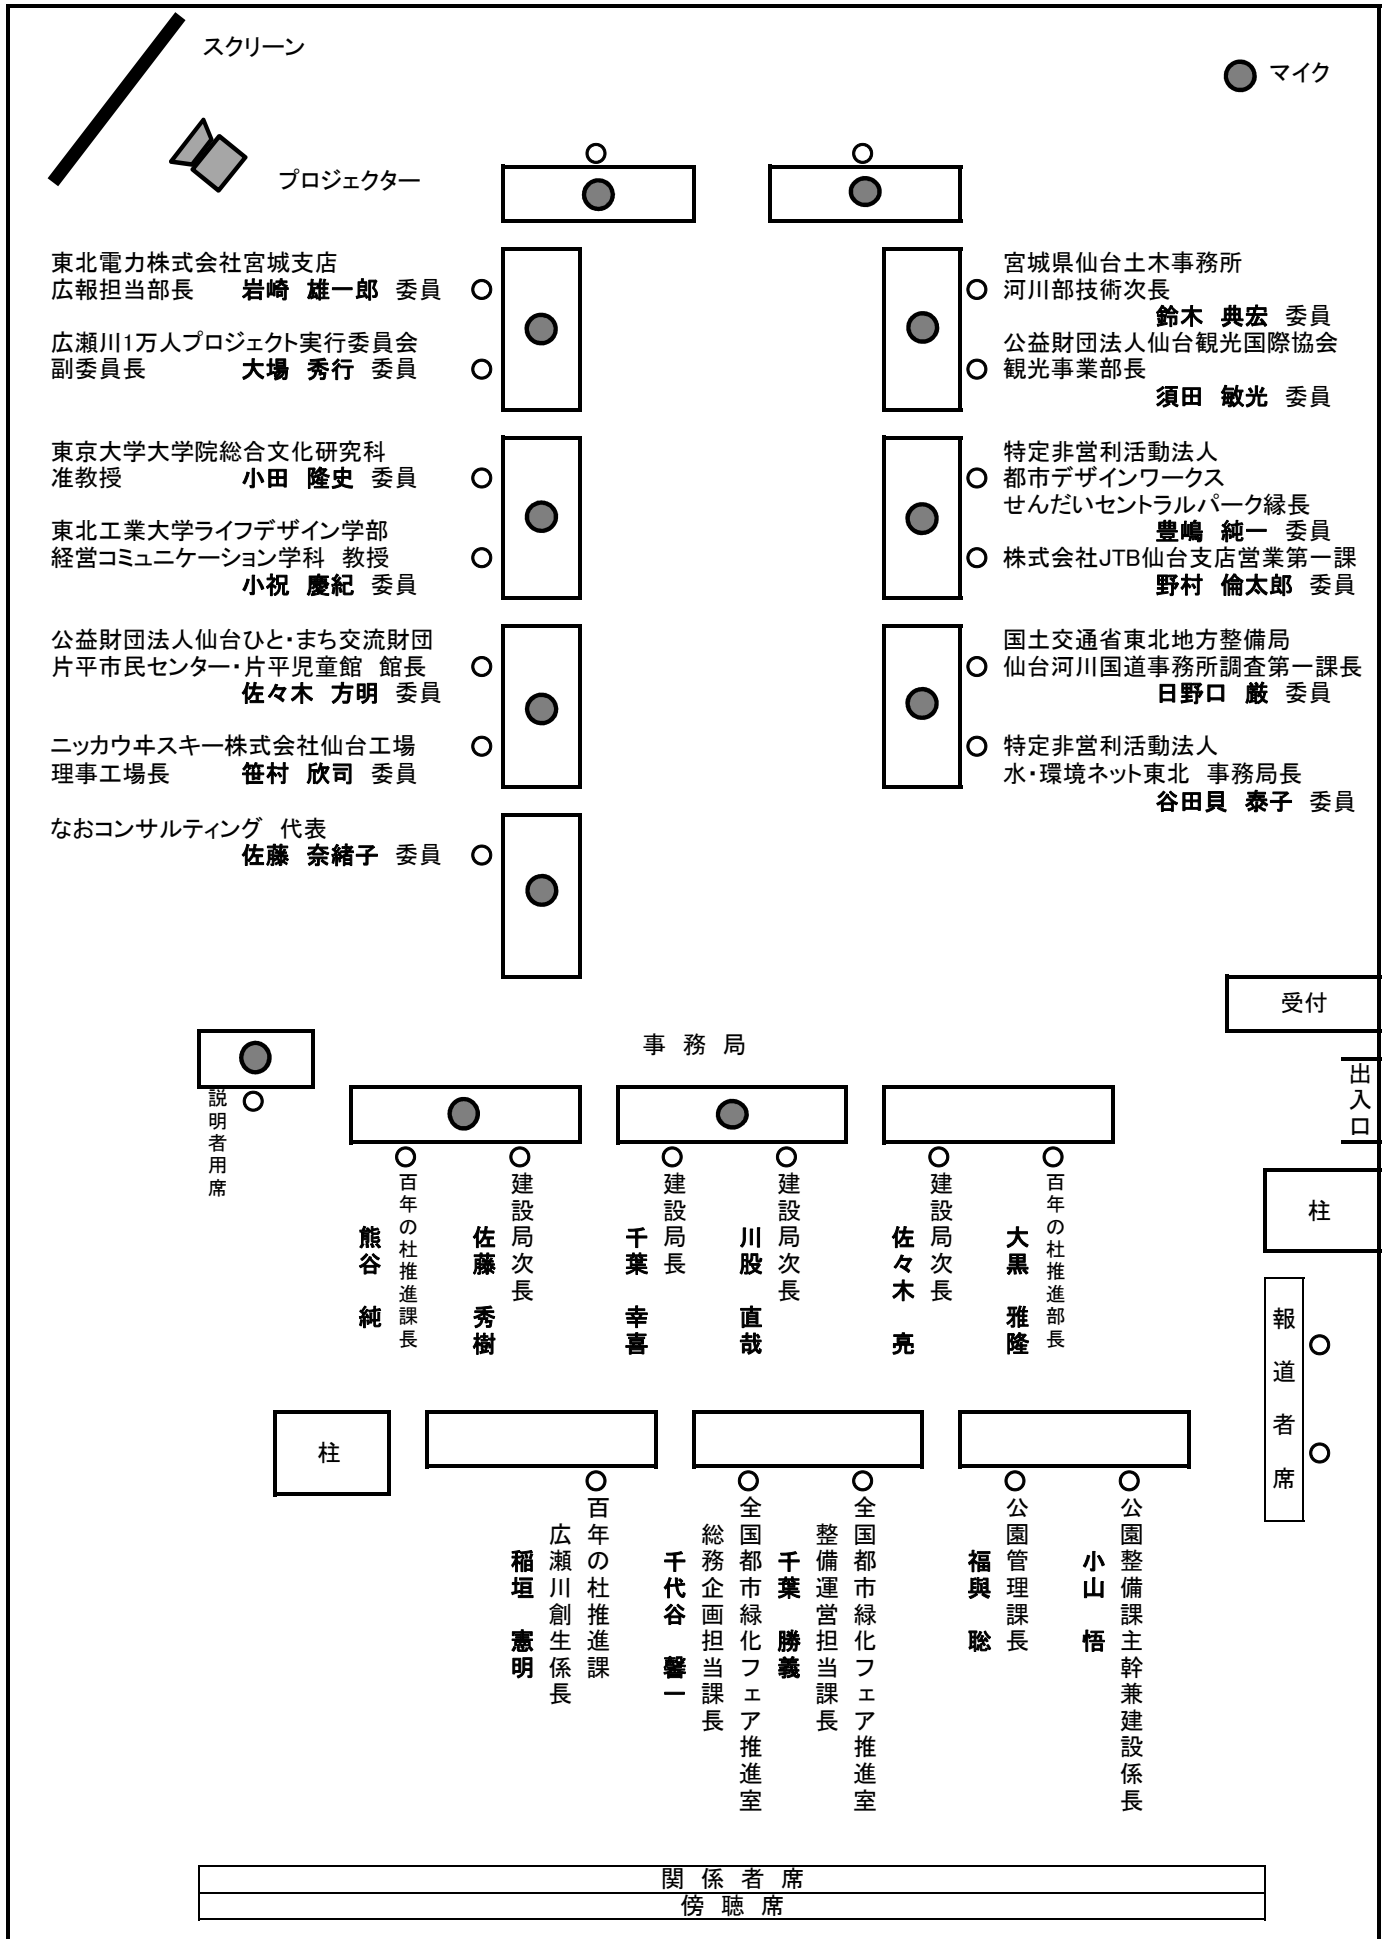 スクリーン
マイク
プロジェクター
東北電力株式会社宮城支店
広報担当部長 岩崎 雄一郎 委員
広瀬川1万人プロジェクト実行委員会
副委員長 大場 秀行 委員
東京大学大学院総合文化研究科
准教授 小田 隆史 委員
東北工業大学ライフデザイン学部
経営コミュニケーション学科 教授
小祝 慶紀 委員
公益財団法人仙台ひと・まち交流財団
片平市民センター・片平児童館 館長
佐々木 方明 委員
ニッカウヰスキー株式会社仙台工場
理事工場長 笹村 欣司 委員
なおコンサルティング 代表
佐藤 奈緒子 委員
宮城県仙台土木事務所
河川部技術次長
鈴木 典宏 委員
公益財団法人仙台観光国際協会
観光事業部長
須田 敏光 委員
特定非営利活動法人
都市デザインワークス
せんだいセントラルパーク縁長
豊嶋 純一 委員
株式会社JTB仙台支店営業第一課
野村 倫太郎 委員
国土交通省東北地方整備局
仙台河川国道事務所調査第一課長
日野口 厳 委員
特定非営利活動法人
水・環境ネット東北 事務局長
谷田貝 泰子 委員
受付
事務局
出入口
説明者用席
百年の杜推進課長
熊谷 純
建設局次長
佐藤 秀樹
建設局長
千葉 幸喜
建設局次長
川股 直哉
建設局次長
佐々木 亮
百年の杜推進部長
大黒 雅隆
柱
報道者席
柱
百年の杜推進課
広瀬川創生係長
稲垣 憲明
全国都市緑化フェア推進室
総務企画担当課長
千代谷 馨一
全国都市緑化フェア推進室
整備運営担当課長
千葉 勝義
公園管理課長
福與 聡
公園整備課主幹兼建設係長
小山 悟
関係者席
傍聴席